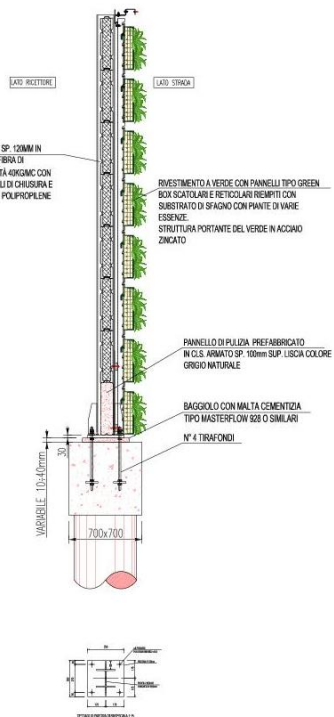 LATO RICETTORE
LATO STRADA
SP. 120MM IN
FIBRA DI
TÀ 40KG/MC CON
LI DI CHIUSURA E
POLIPROPILENE
RIVESTIMENTO A VERDE CON PANNELLI TIPO GREEN
BOX SCATOLARI E RETICOLARI RIEMPITI CON
SUBSTRATO DI SFAGNO CON PIANTE DI VARIE
ESSENZE.
STRUTTURA PORTANTE DEL VERDE IN ACCIAIO
ZINCATO
PANNELLO DI PULIZIA PREFABBRICATO
IN CLS. ARMATO SP. 100mm SUP. LISCIA COLORE
GRIGIO NATURALE
BAGGIOLO CON MALTA CEMENTIZIA
TIPO MASTERFLOW 928 O SIMILARI
N° 4 TIRAFONDI
VARIABILE 10÷40mm
30
700x700